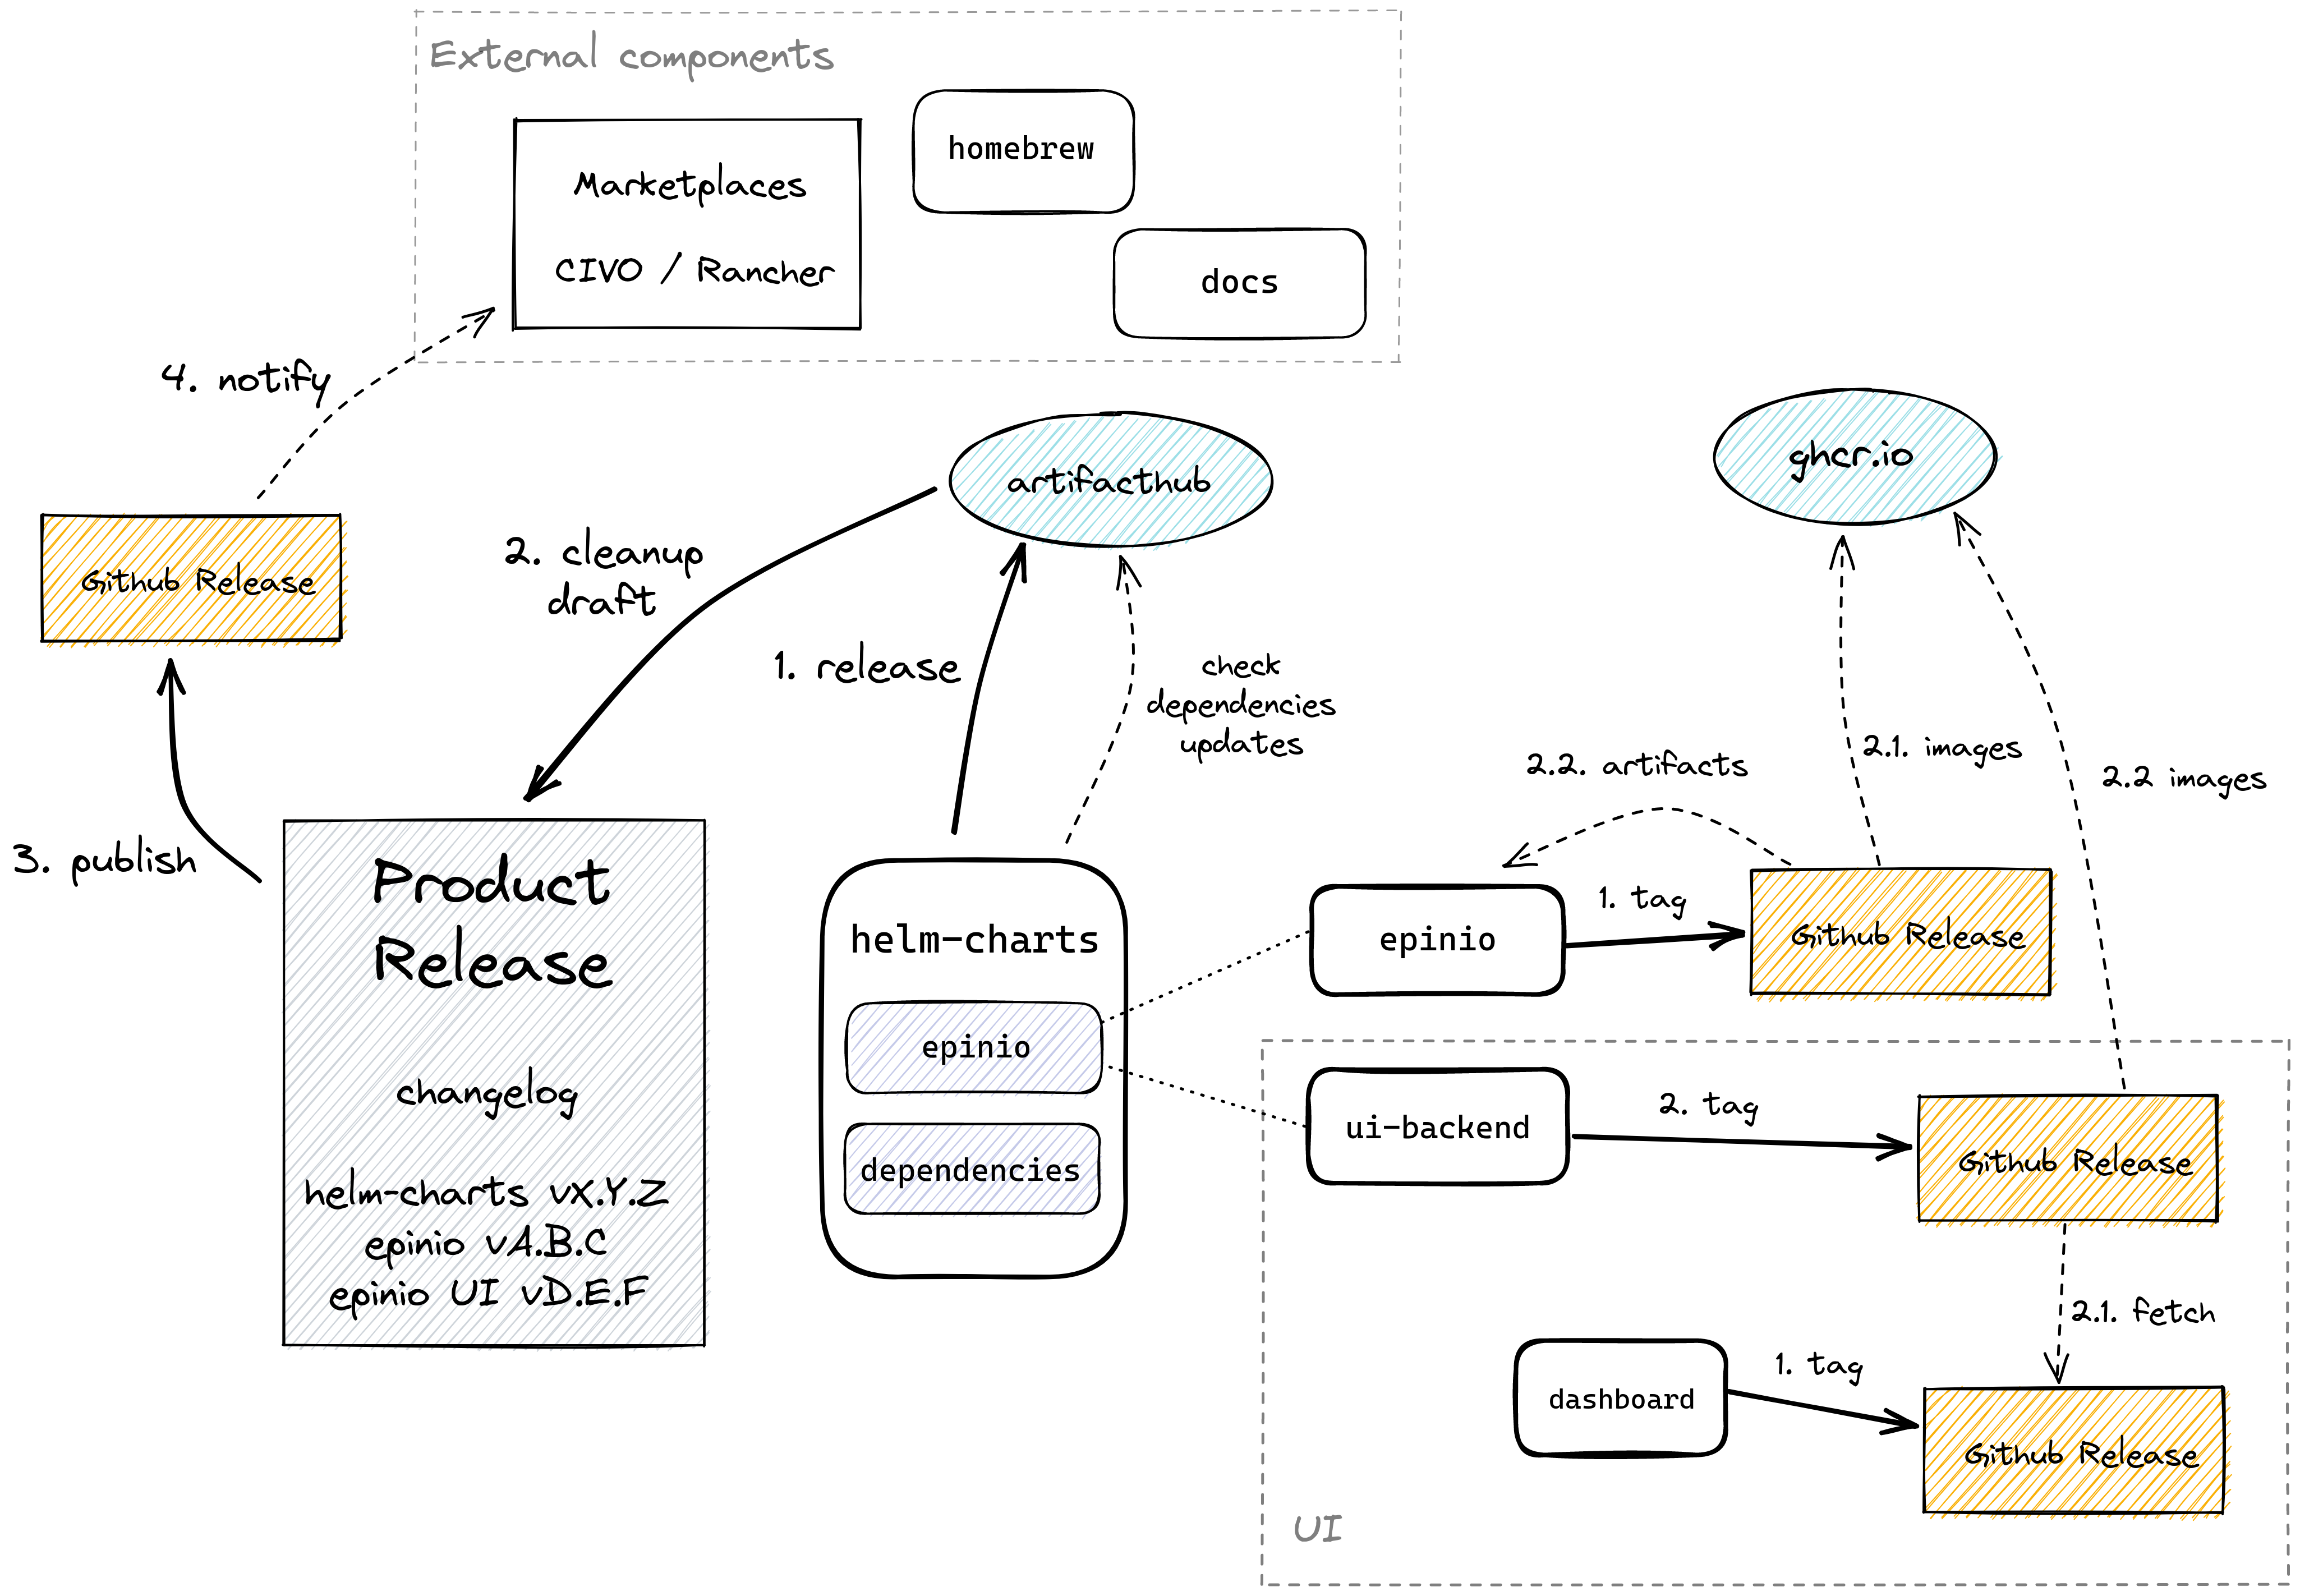 External components
Marketplaces
CIVO / Rancher
homebrew
docs
4. notify
Github Release
3. publish
2. cleanup
draft
artifacthub
1. release
check
dependencies
updates
ghcr.io
2.1. images
2.2 images
2.2. artifacts
Product
Release
changelog
helm-charts vX.Y.Z
epinio vA.B.C
epinio UI vD.E.F
helm-charts
epinio
dependencies
epinio
1. tag
Github Release
ui-backend
2. tag
Github Release
2.1. fetch
dashboard
1. tag
Github Release
UI